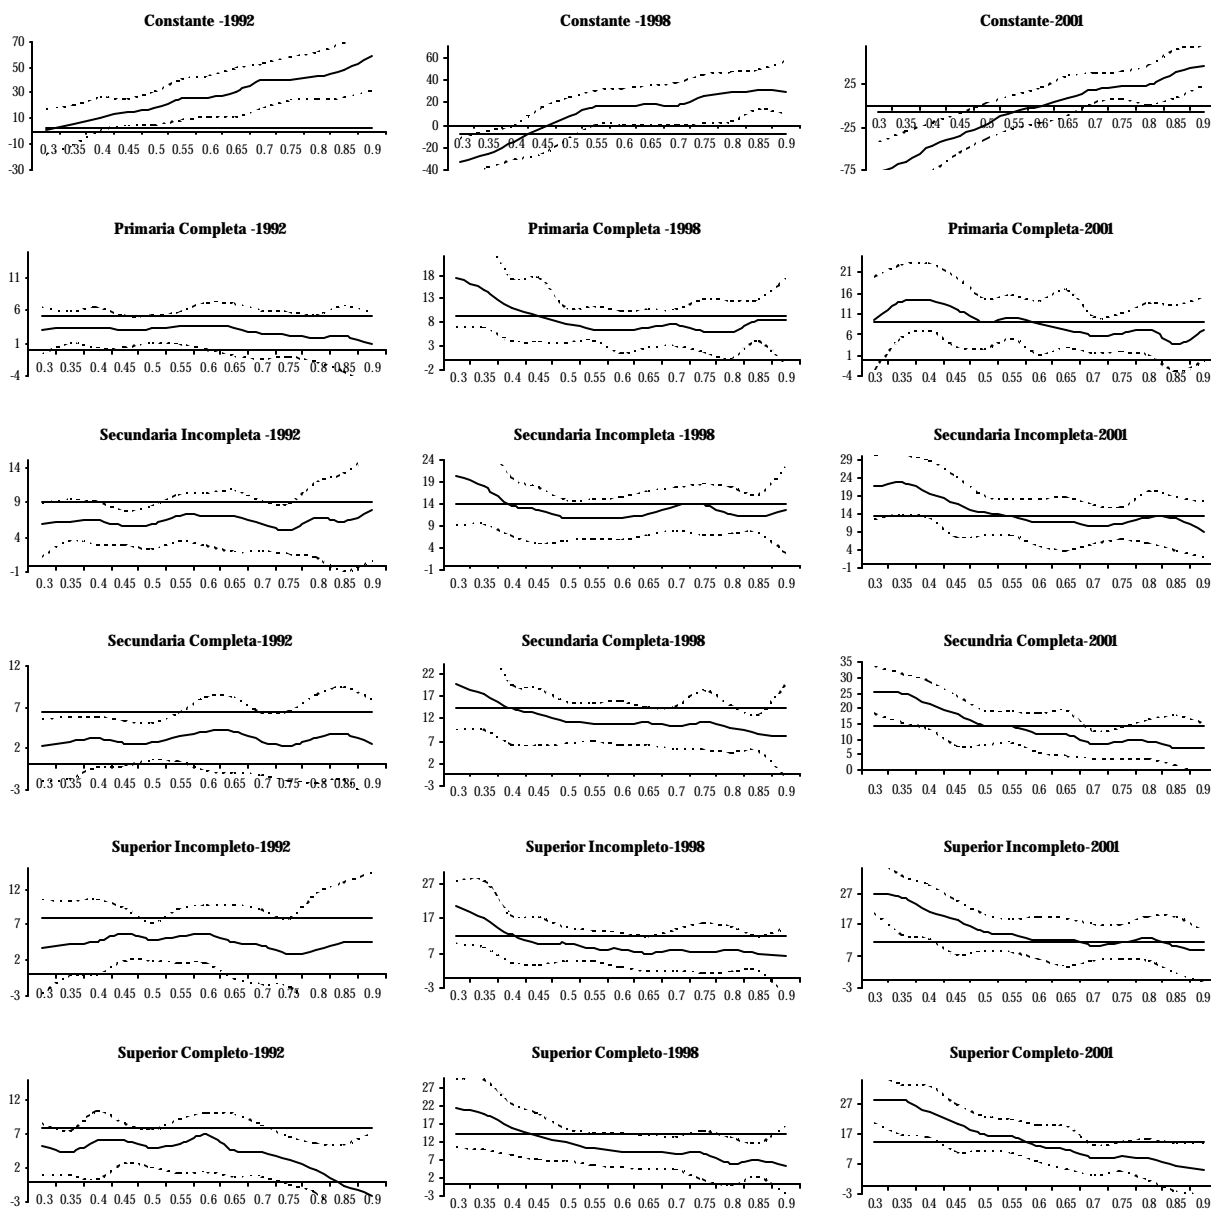 Constante -1992
70
50
30
10
-10
-30
0.3 0.35 0.4 0.45 0.5 0.55 0.6 0.65 0.7 0.75 0.8 0.85 0.9
Constante -1998
60
40
20
0
-20
-40
0.3 0.35 0.4 0.45 0.5 0.55 0.6 0.65 0.7 0.75 0.8 0.85 0.9
Constante-2001
25
-25
-75
0.3 0.35 0.4 0.45 0.5 0.55 0.6 0.65 0.7 0.75 0.8 0.85 0.9
Primaria Completa -1992
11
6
1
-4
0.3 0.35 0.4 0.45 0.5 0.55 0.6 0.65 0.7 0.75 0.8 0.85 0.9
Primaria Completa -1998
18
13
8
3
-2
0.3 0.35 0.4 0.45 0.5 0.55 0.6 0.65 0.7 0.75 0.8 0.85 0.9
Primaria Completa-2001
21
16
11
6
1
-4
0.3 0.35 0.4 0.45 0.5 0.55 0.6 0.65 0.7 0.75 0.8 0.85 0.9
Secundaria Incompleta -1992
14
9
4
-1
0.3 0.35 0.4 0.45 0.5 0.55 0.6 0.65 0.7 0.75 0.8 0.85 0.9
Secundaria Incompleta -1998
24
19
14
9
4
-1
0.3 0.35 0.4 0.45 0.5 0.55 0.6 0.65 0.7 0.75 0.8 0.85 0.9
Secundaria Incompleta-2001
29
24
19
14
9
4
-1
0.3 0.35 0.4 0.45 0.5 0.55 0.6 0.65 0.7 0.75 0.8 0.85 0.9
Secundaria Completa-1992
12
7
2
-3
0.3 0.35 0.4 0.45 0.5 0.55 0.6 0.65 0.7 0.75 0.8 0.85 0.9
Secundaria Completa-1998
22
17
12
7
2
-3
0.3 0.35 0.4 0.45 0.5 0.55 0.6 0.65 0.7 0.75 0.8 0.85 0.9
Secundria Completa-2001
35
30
25
20
15
10
5
0
0.3 0.35 0.4 0.45 0.5 0.55 0.6 0.65 0.7 0.75 0.8 0.85 0.9
Superior Incompleto-1992
12
7
2
-3
0.3 0.35 0.4 0.45 0.5 0.55 0.6 0.65 0.7 0.75 0.8 0.85 0.9
Superior Incompleto-1998
27
17
7
-3
0.3 0.35 0.4 0.45 0.5 0.55 0.6 0.65 0.7 0.75 0.8 0.85 0.9
Superior Incompleto-2001
27
17
7
-3
0.3 0.35 0.4 0.45 0.5 0.55 0.6 0.65 0.7 0.75 0.8 0.85 0.9
Superior Completo-1992
12
7
2
-3
0.3 0.35 0.4 0.45 0.5 0.55 0.6 0.65 0.7 0.75 0.8 0.85 0.9
Superior Completo-1998
27
22
17
12
7
2
-3
0.3 0.35 0.4 0.45 0.5 0.55 0.6 0.65 0.7 0.75 0.8 0.85 0.9
Superior Completo-2001
27
17
7
-3
0.3 0.35 0.4 0.45 0.5 0.55 0.6 0.65 0.7 0.75 0.8 0.85 0.9